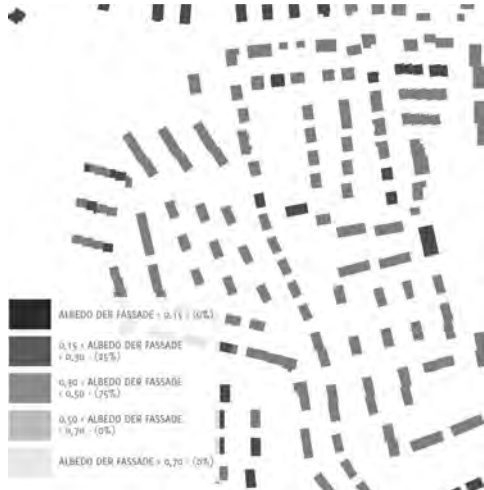 ALBEDO DER FASSADE < 0,15 : (0%)
0,15 < ALBEDO DER FASSADE
< 0,30 : (25%)
0,30 < ALBEDO DER FASSADE
< 0,50 : (75%)
0,50 < ALBEDO DER FASSADE
< 0,70 : (0%)
ALBEDO DER FASSADE > 0,70 : (0%)